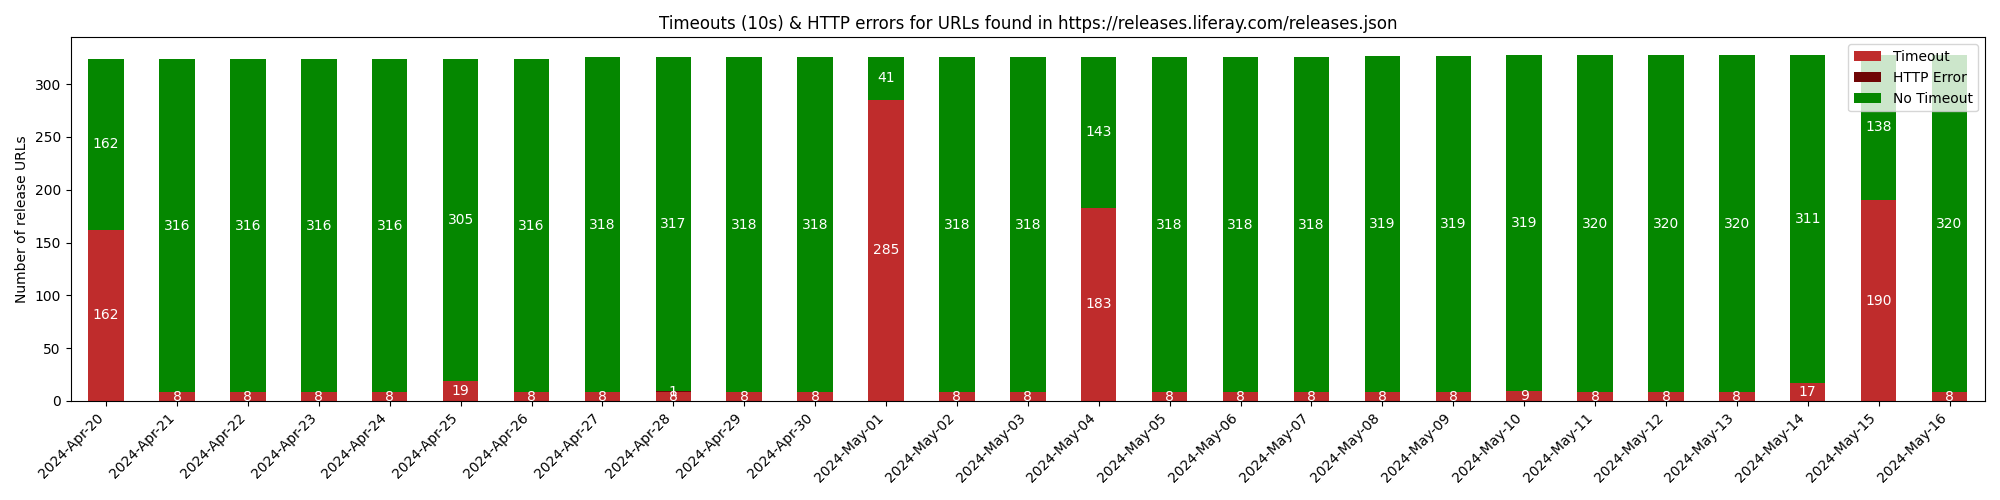 Timeouts (10s) & HTTP errors for URLs found in https://releases.liferay.com/releases.json
Timeout
HTTP Error
No Timeout
Number of release URLs
300
250
200
150
100
50
0
162 316 316 316 316 305 316 318 317 318 318 41 318 318 143 318 318 318 319 319 319 320 320 320 311 138 320
1
162 8 8 8 8 19 8 8 8 8 8 285 8 8 183 8 8 8 8 8 9 8 8 8 17 190 8
2024-Apr-20
2024-Apr-21
2024-Apr-22
2024-Apr-23
2024-Apr-24
2024-Apr-25
2024-Apr-26
2024-Apr-27
2024-Apr-28
2024-Apr-29
2024-Apr-30
2024-May-01
2024-May-02
2024-May-03
2024-May-04
2024-May-05
2024-May-06
2024-May-07
2024-May-08
2024-May-09
2024-May-10
2024-May-11
2024-May-12
2024-May-13
2024-May-14
2024-May-15
2024-May-16